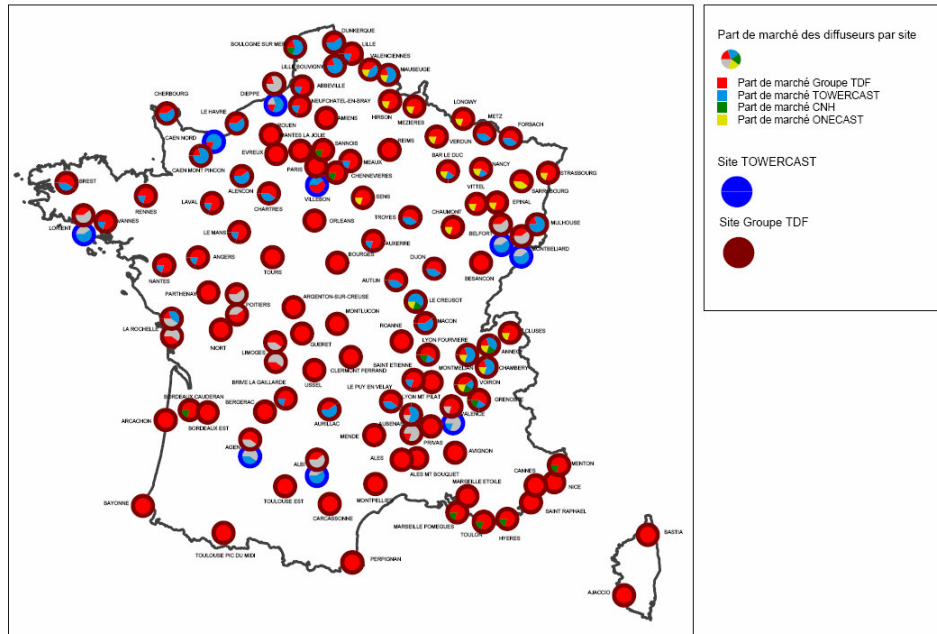 DUNKERQUE
BOULOGNE SUR MER
LILLE
VALENCIENNES
LILLE BOUVIGNY
MAUBEUGE
DIEPPE
ABBEVILLE
CHERBOURG
LE HAVRE
NEUFCHATEL-EN-BRAY
HIRSON
MEZIERES
LONGWY
METZ
AMIENS
ROUEN
VERDUN
FORBACH
CAEN NORD
MANTES LA JOLIE
SANNOIS
REIMS
EVREUX
MEAUX
BAR LE DUC
NANCY
STRASBOURG
CAEN MONT PINCON
PARIS
CHENNEVIERES
VITTEL
SARREBOURG
BREST
ALENCON
VILLEBON
SENS
EPINAL
RENNES
LAVAL
CHARTRES
TROYES
CHAUMONT
MULHOUSE
VANNES
LORIENT
ORLEANS
BELFORT
LE MANS
AUXERRE
MONTBELIARD
ANGERS
BOURGES
DIJON
NANTES
TOURS
BESANCON
AUTUN
PARTHENAY
ARGENTON-SUR-CREUSE
LE CREUSOT
POITIERS
MONTLUCON
MACON
LA ROCHELLE
ROANNE
CLUSES
NIORT
GUERET
LYON FOURVIERE
ANNEX
LIMOGES
SAINT ETIENNE
MONTMELIAN
CHAMBERY
CLERMONT FERRAND
BRIVE LA GAILLARDE
USSEL
LE PUY EN VELAY
VOIRON
BORDEAUX CAUDERAN
BERGERAC
LYON MT PILAT
GRENOBLE
ARCACHON
BORDEAUX EST
AURILLAC
AUBENAS
VALENCE
PRIVAS
MENDE
AGEN
ALES
AVIGNON
ALBI
ALES MT BOUQUET
CANNES
MENTON
MARSEILLE ETOILE
NICE
BAYONNE
TOULOUSE EST
MONTPELLIER
CARCASSONNE
SAINT RAPHAEL
MARSEILLE POMEGUES
TOULON
HYERES
BASTIA
TOULOUSE PIC DU MIDI
PERPIGNAN
AJACCIO
Part de marché des diffuseurs par site
Part de marché Groupe TDF
Part de marché TOWERCAST
Part de marché CNH
Part de marché ONECAST
Site TOWERCAST
Site Groupe TDF